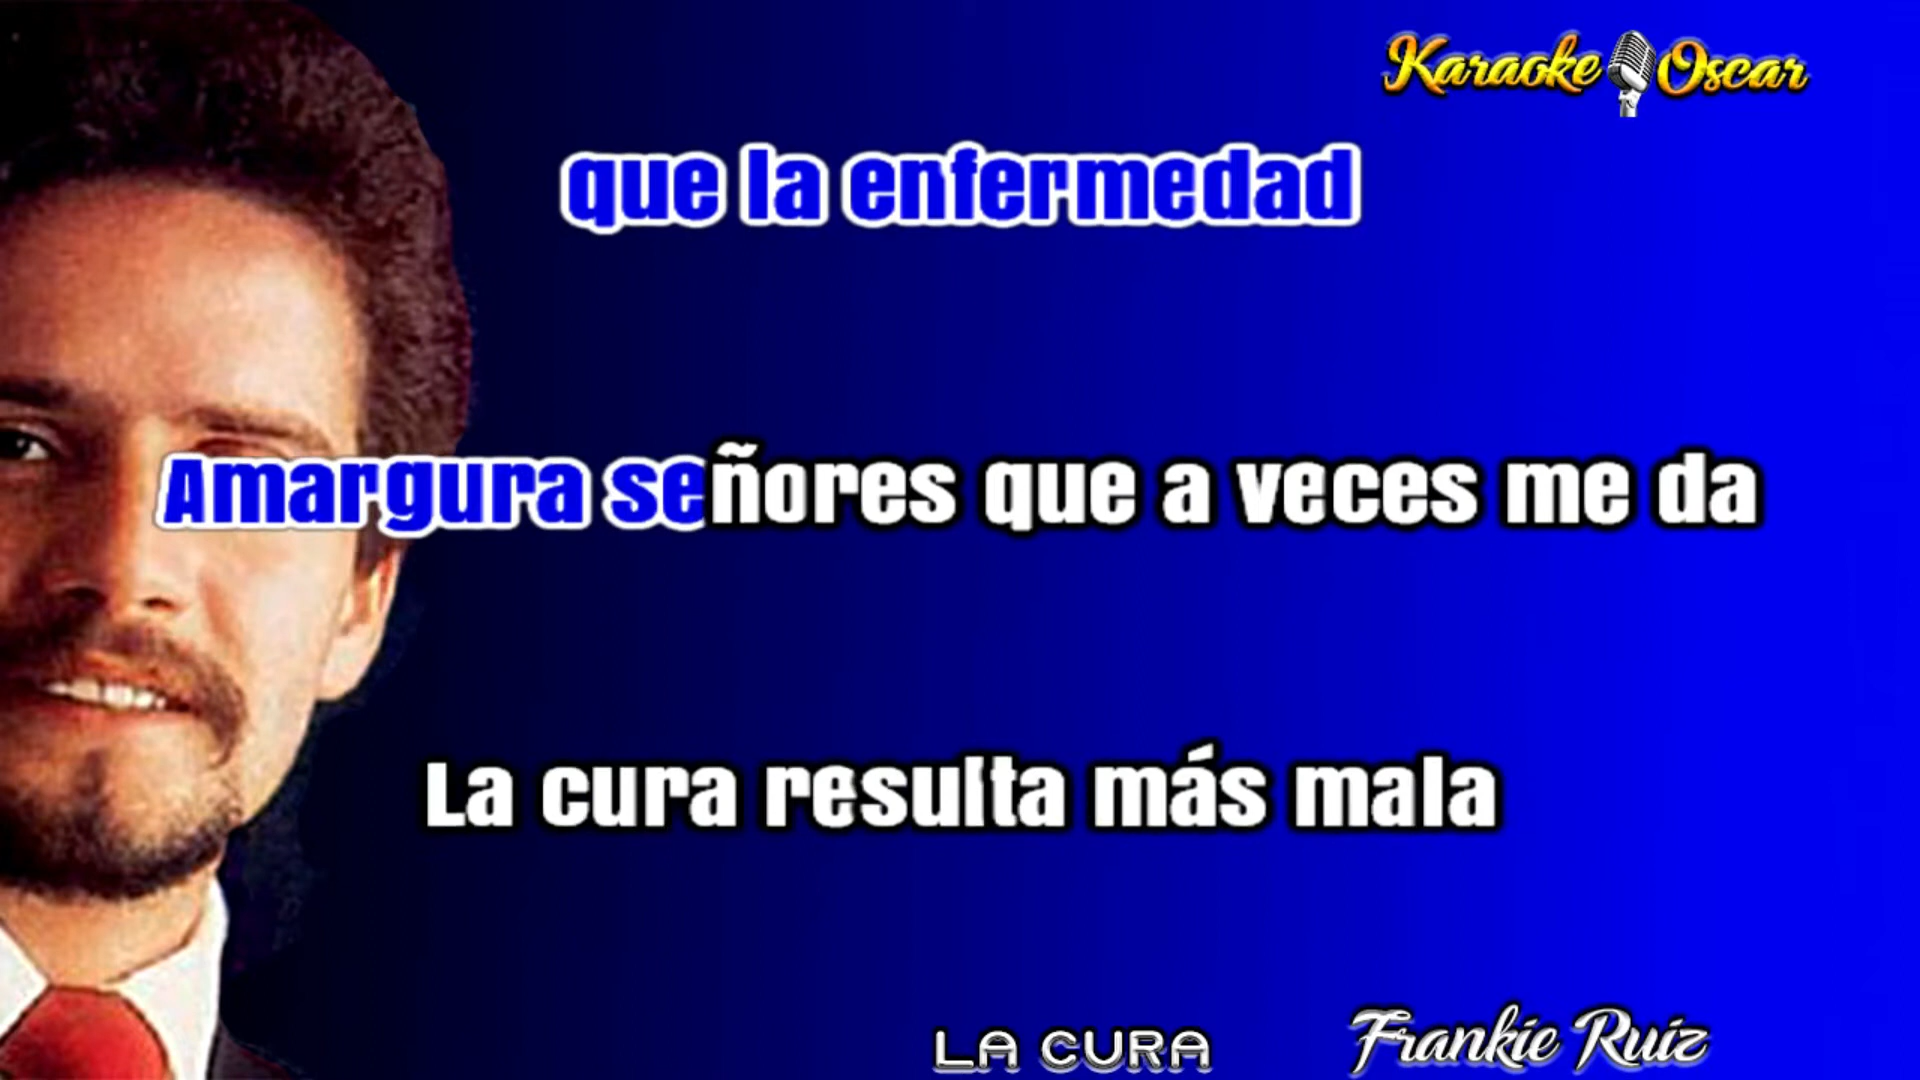 Karaoke Oscar
que la enfermedad
Amargura señores que a veces me da
La cura resulta más mala
LA CURA
Frankie Ruiz